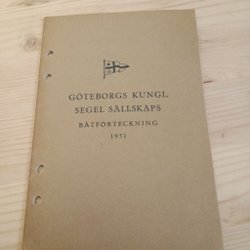 GÖTEBORGS KUNGL.
SEGEL SÄLLSKAPS
BÅTFÖRTECKNING
1951